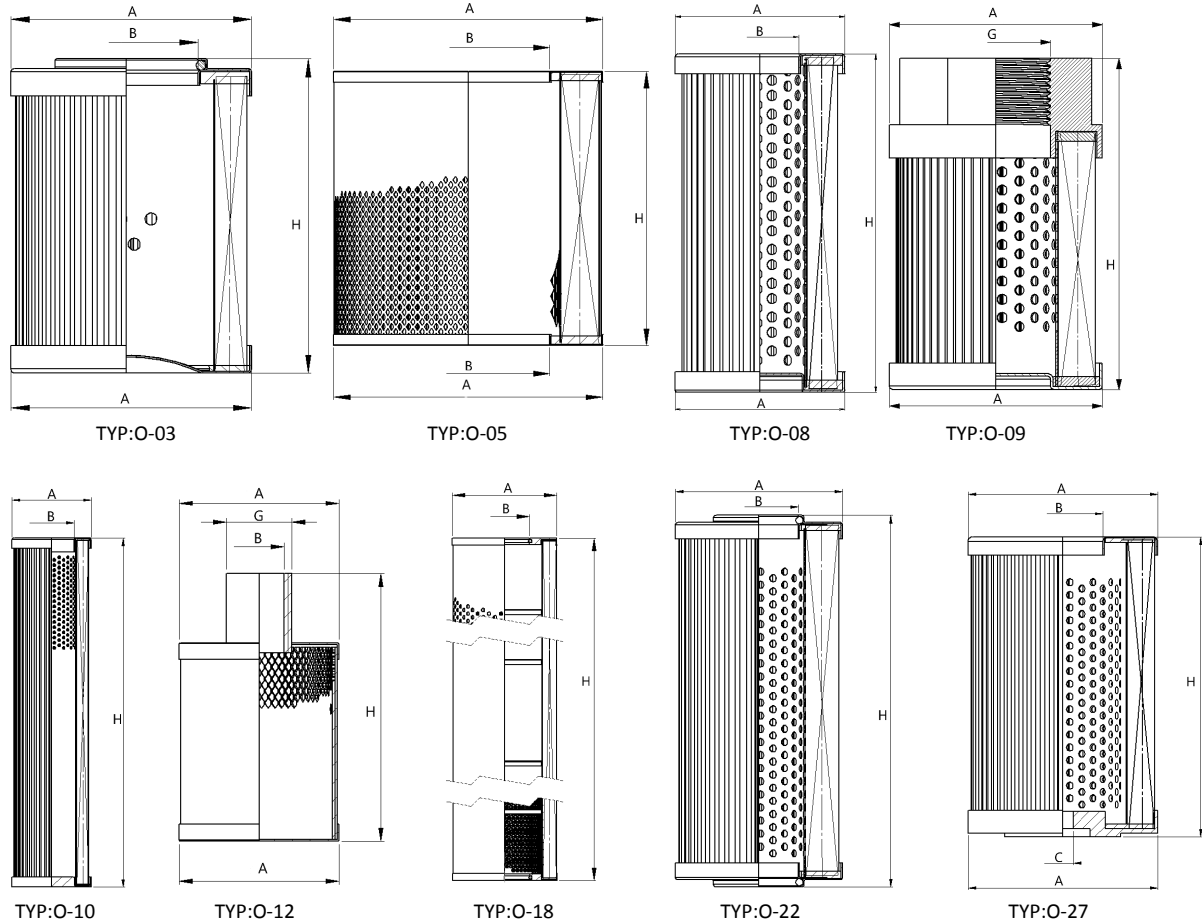 A A A A
B B B G
H H H H
B
A A A A
TYP:O-03 TYP:O-05 TYP:O-08 TYP:O-09
A A A A A
B G B B B
B
H H H H H
C
A A
TYP:O-10 TYP:O-12 TYP:O-18 TYP:O-22 TYP:O-27